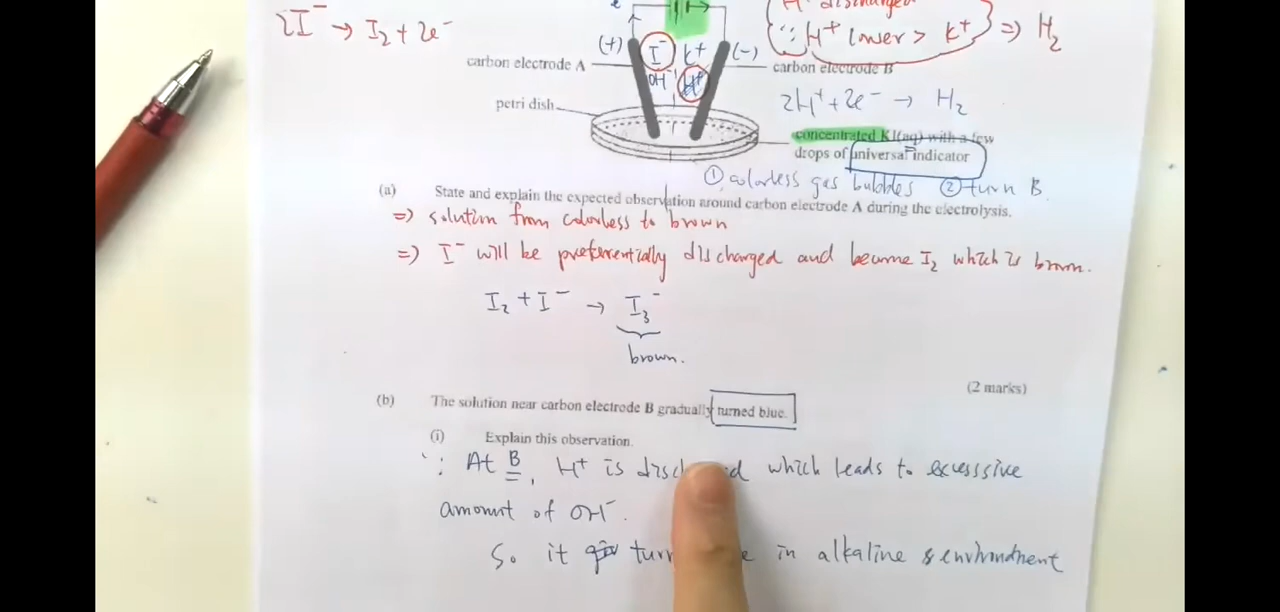 H⁺ discharged
2I⁻ → I₂ + 2e⁻
∵ H⁺ lower > K⁺ ⇒ H₂
(+) I⁻ K⁺ (-)
OH⁻ H⁺
carbon electrode A
carbon electrode B
petri dish
2H⁺ + 2e⁻ → H₂
concentrated KI(aq) with a few
drops of universal indicator
① colorless gas bubbles ② turn B
(a) State and explain the expected observation around carbon electrode A during the electrolysis.
⇒ solution from colorless to brown
⇒ I⁻ will be preferentially discharged and become I₂ which is brown.
I₂ + I⁻ → I₃⁻
brown.
(2 marks)
(b) The solution near carbon electrode B gradually turned blue.
(i) Explain this observation.
∵ At B, H⁺ is which leads to excesssive
amount of OH⁻.
So it in alkaline